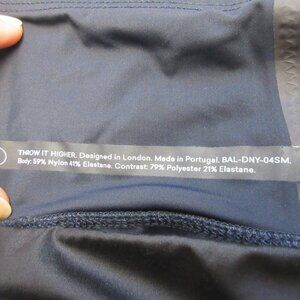 THROW IT HIGHER. Designed in London. Made in Portugal. BAL-DNY-04SM.
Body: 59% Nylon 41% Elastane. Contrast: 79% Polyester 21% Elastane.